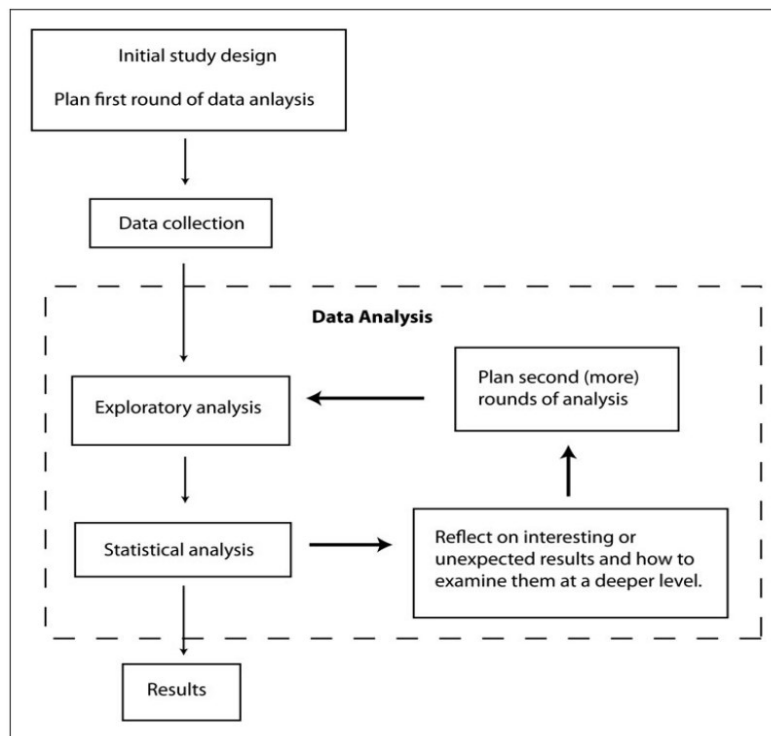 Initial study design
Plan first round of data anlaysis
Data collection
Data Analysis
Exploratory analysis
Plan second (more)
rounds of analysis
Statistical analysis
Reflect on interesting or
unexpected results and how to
examine them at a deeper level.
Results